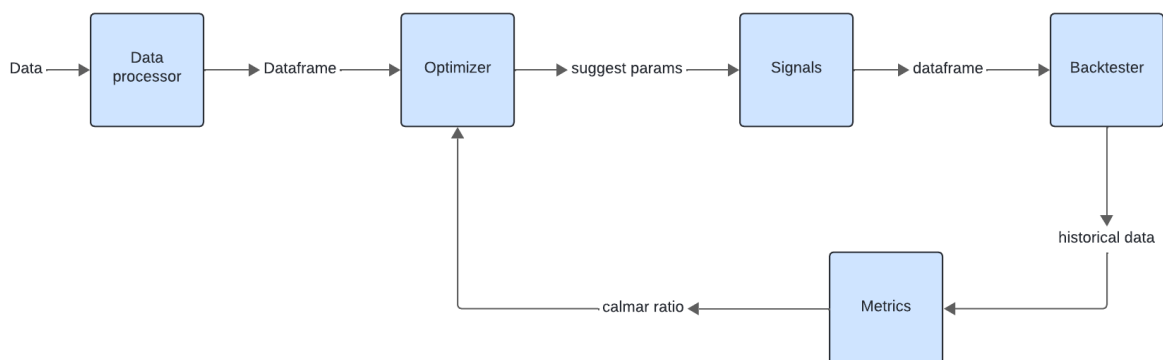 Data
Data
processor
Dataframe
Optimizer
suggest params
Signals
dataframe
Backtester
historical data
calmar ratio
Metrics